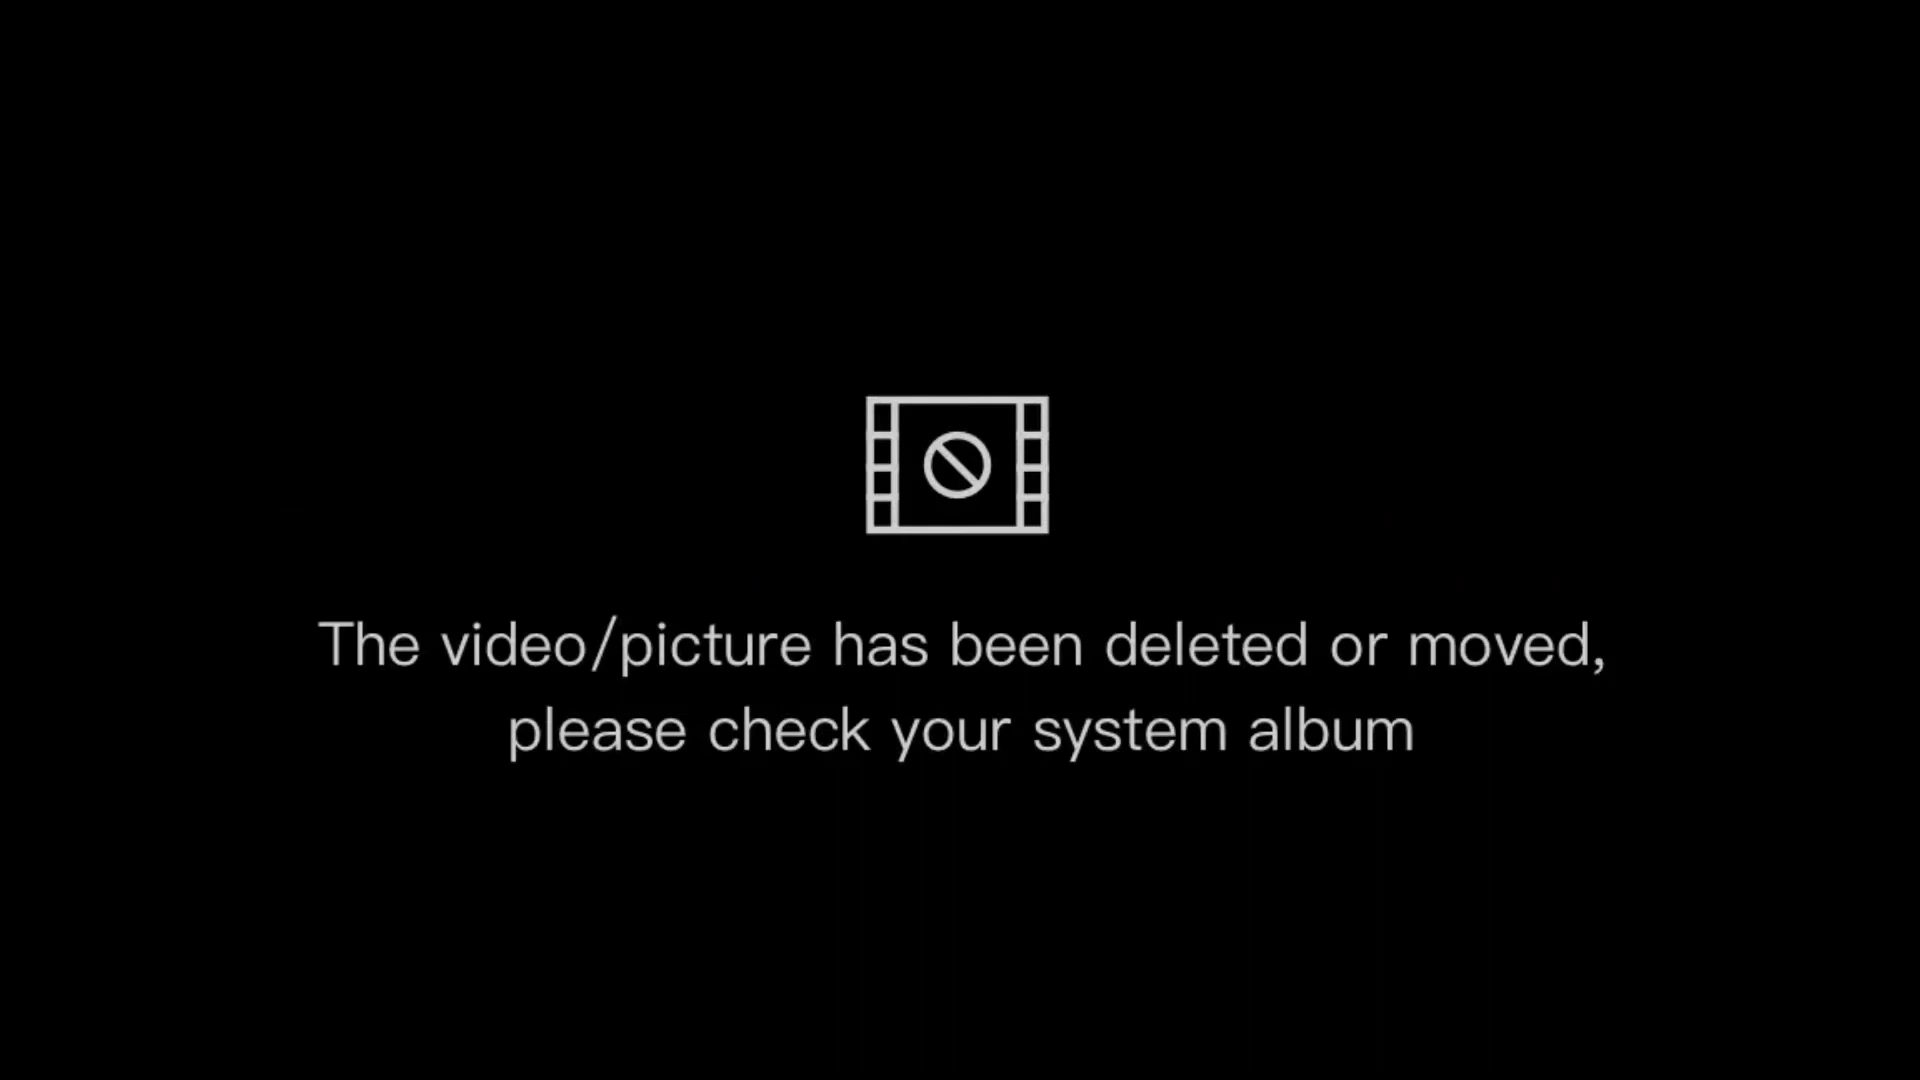 The video/picture has been deleted or moved,
please check your system album